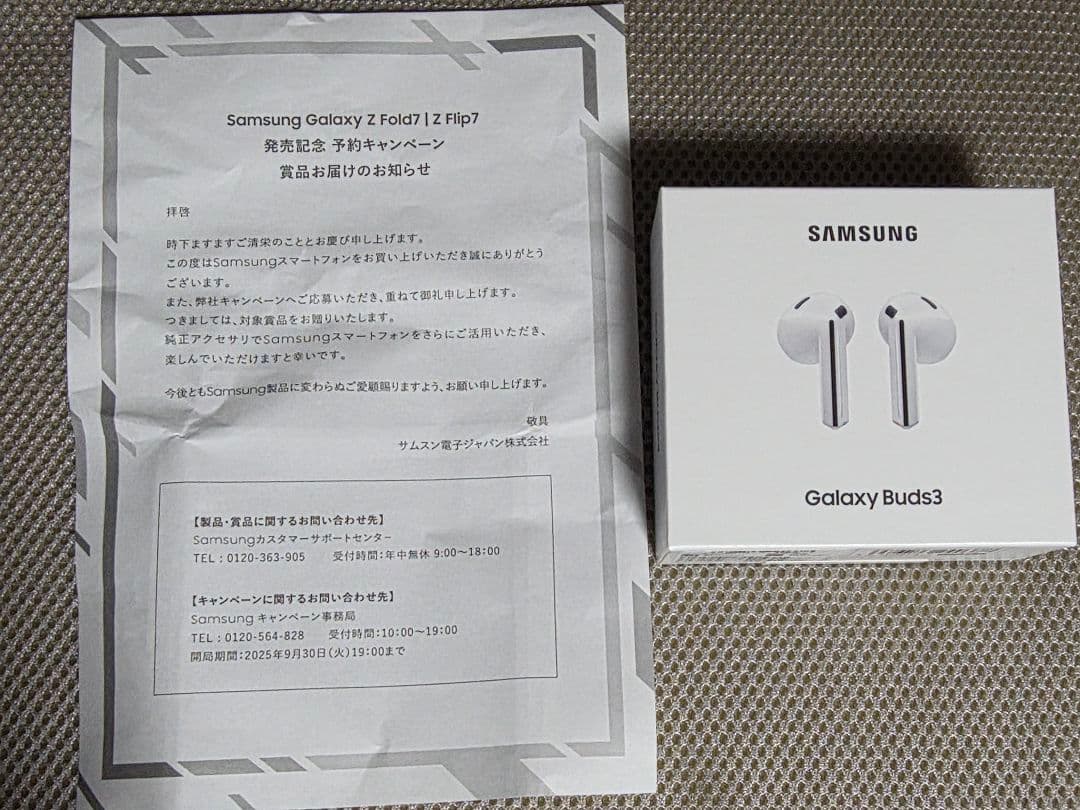 Samsung Galaxy Z Fold7 | Z Flip7
発売記念 予約キャンペーン
賞品お届けのお知らせ
拝啓
時下ますますご清栄のこととお慶び申し上げます。
この度はSamsungスマートフォンをお買い上げいただき誠にありがとう
ございます。
また、弊社キャンペーンへご応募いただき、重ねて御礼申し上げます。
つきましては、対象賞品をお贈りいたします。
純正アクセサリでSamsungスマートフォンをさらにご活用いただき、
楽しんでいただけますと幸いです。
今後ともSamsung製品に変わらぬご愛顧賜りますよう、お願い申し上げます。
敬具
サムスン電子ジャパン株式会社
【製品・賞品に関するお問い合わせ先】
Samsungカスタマーサポートセンター
TEL：0120-363-905 受付時間：年中無休 9:00～18:00
【キャンペーンに関するお問い合わせ先】
Samsung キャンペーン事務局
TEL：0120-564-828 受付時間：10:00～19:00
開局期間：2025年9月30日（火）19:00まで
SAMSUNG
Galaxy Buds3